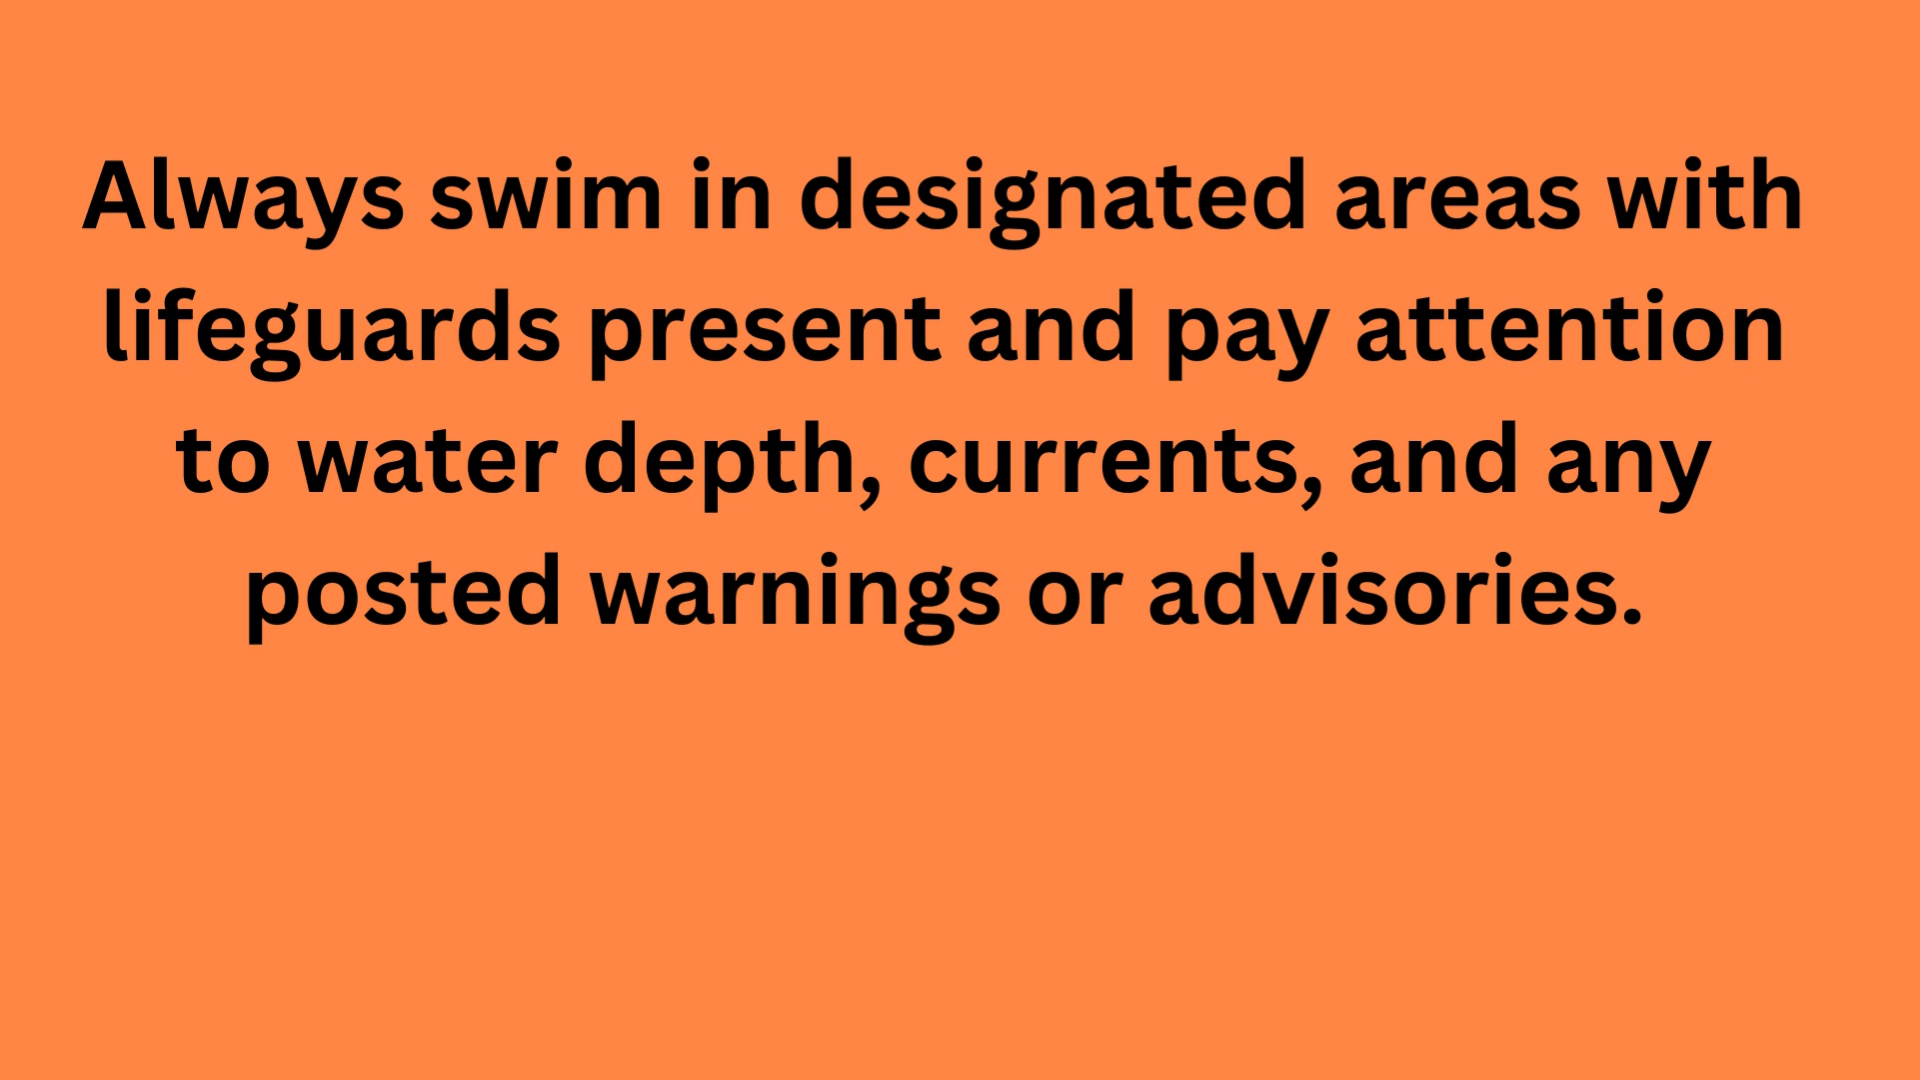 Always swim in designated areas with
lifeguards present and pay attention
to water depth, currents, and any
posted warnings or advisories.